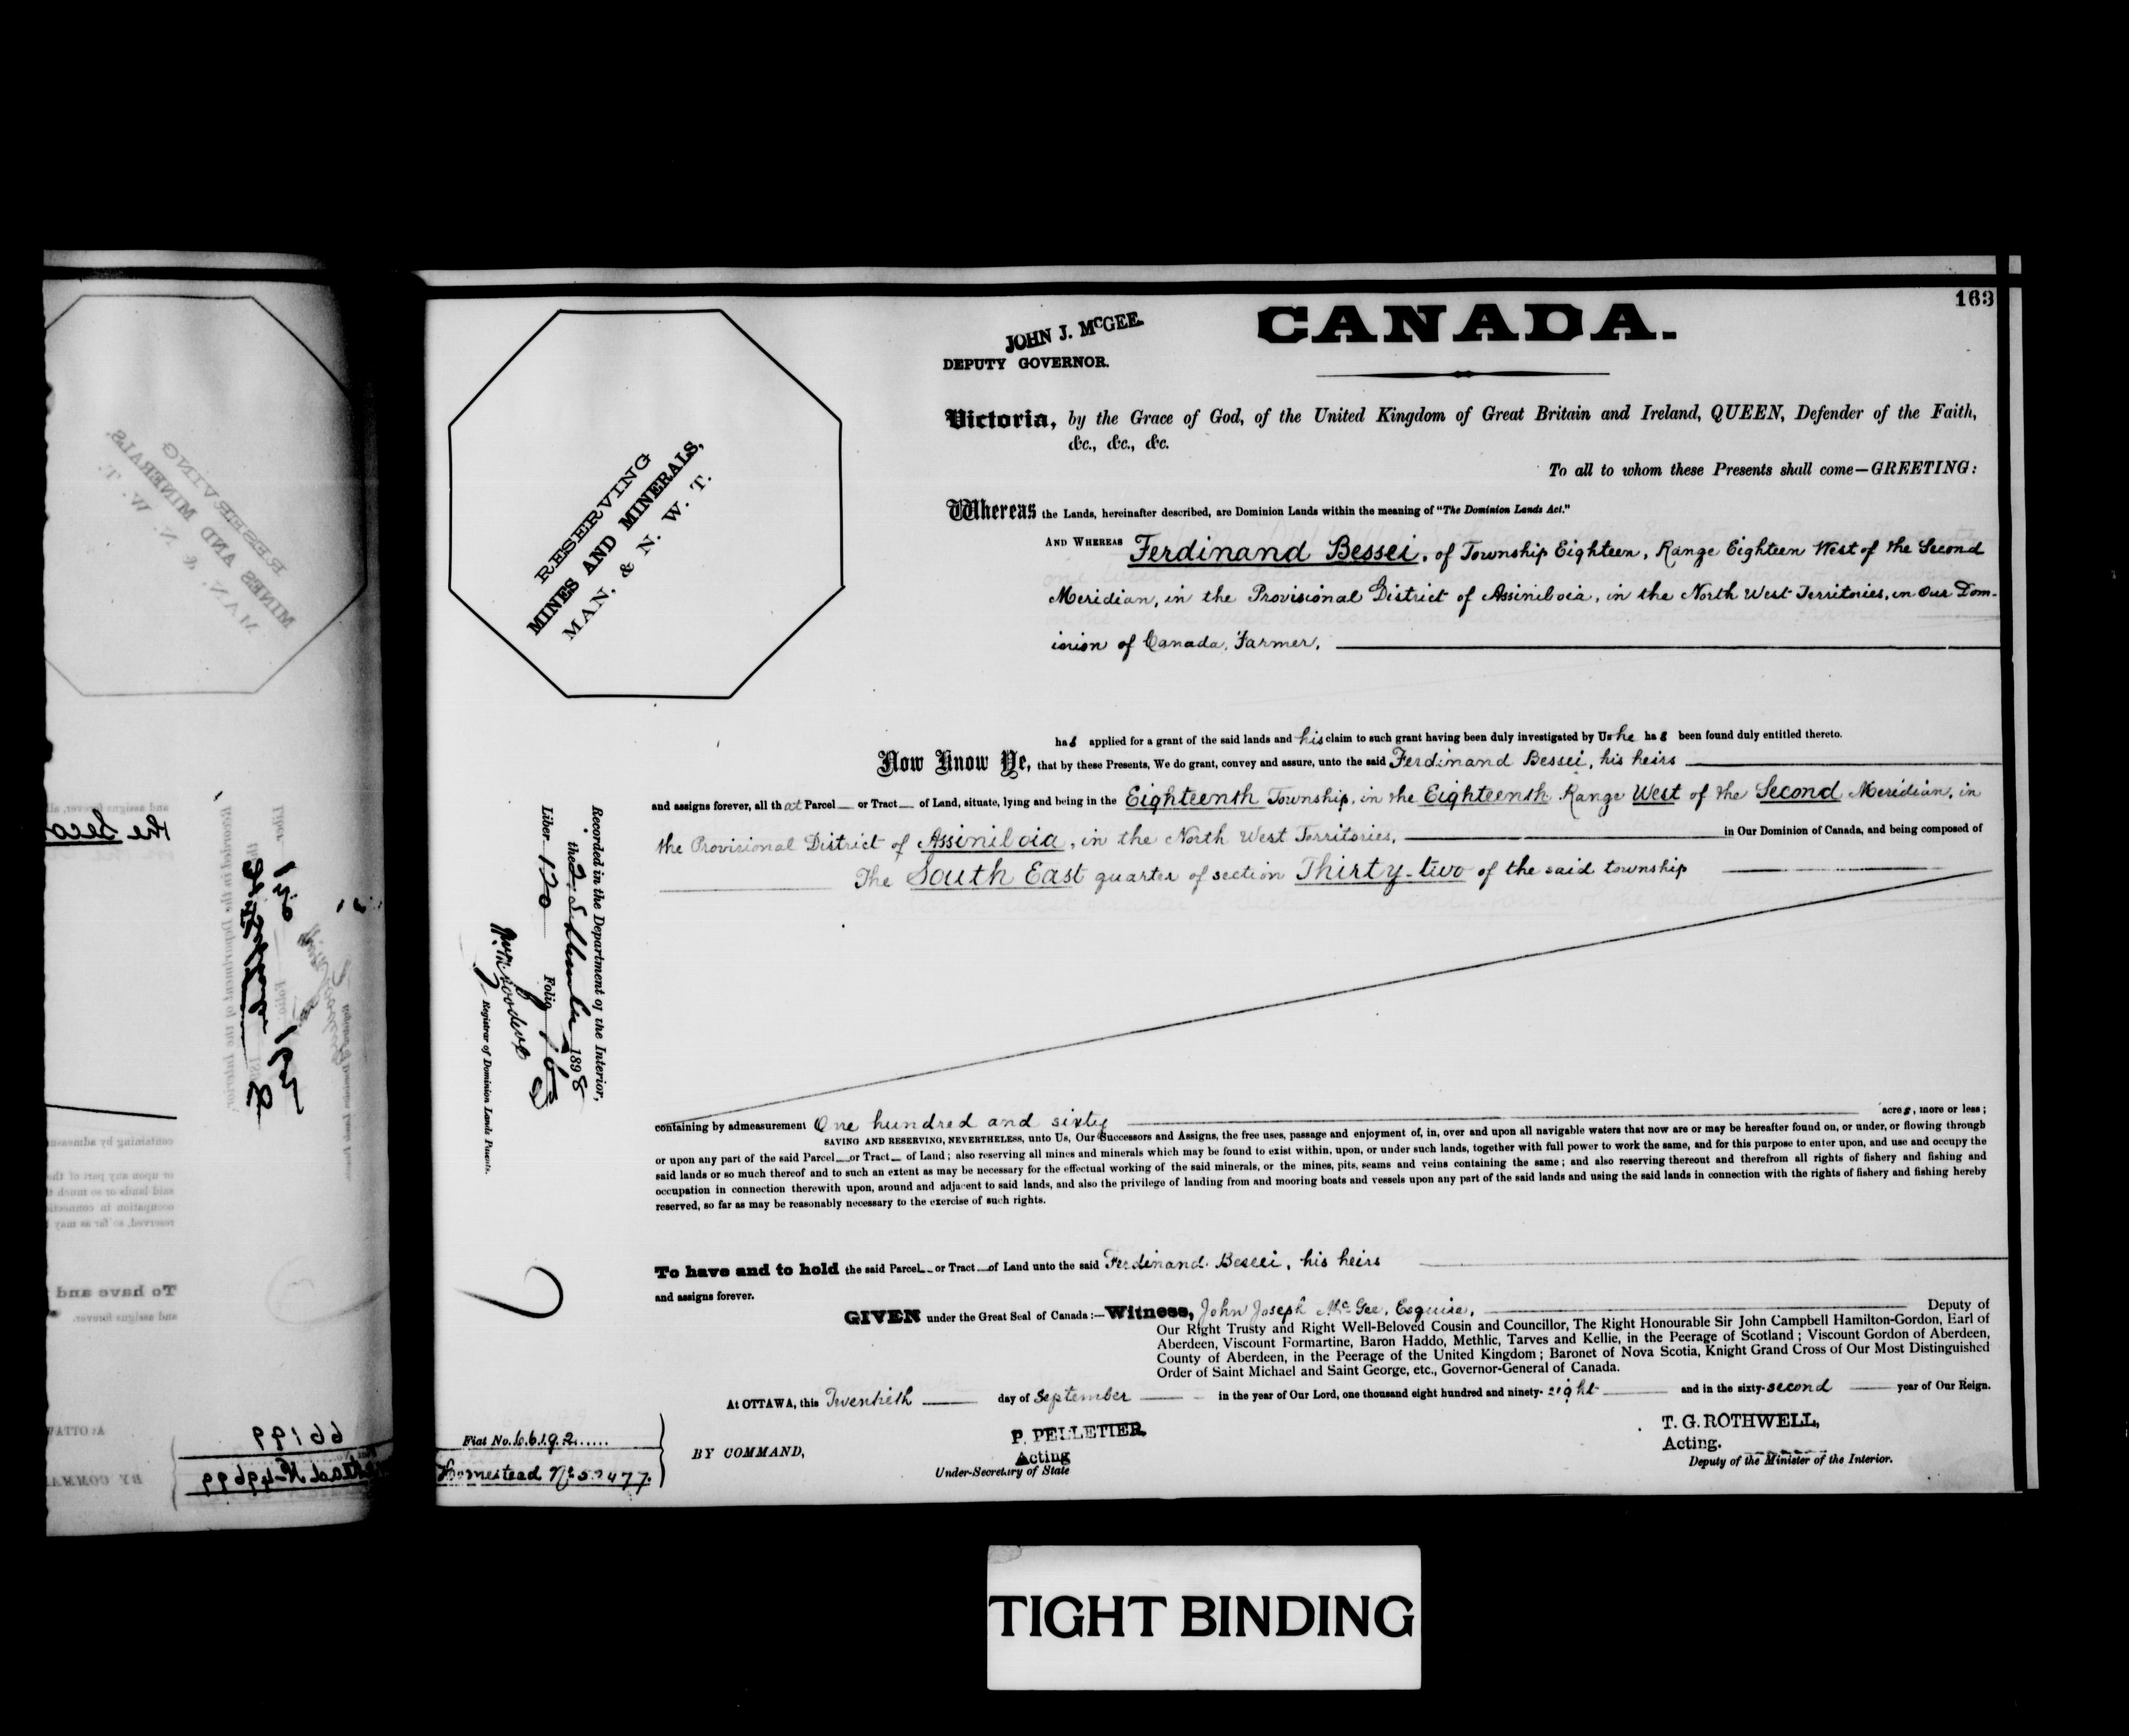 163
JOHN J. McGEE.
DEPUTY GOVERNOR.
CANADA.
Victoria, by the Grace of God, of the United Kingdom of Great Britain and Ireland, QUEEN, Defender of the Faith,
&c., &c., &c.
To all to whom these Presents shall come—GREETING:
RESERVING
MINES AND MINERALS,
MAN. & N. W. T.
Whereas the Lands, hereinafter described, are Dominion Lands within the meaning of "The Dominion Lands Act."
AND WHEREAS Ferdinand Bessei, of Township Eighteen, Range Eighteen West of the Second
Meridian, in the Provisional District of Assiniboia, in the North West Territories, in Our Dom-
inion of Canada, Farmer,
has applied for a grant of the said lands and his claim to such grant having been duly investigated by Us he has been found duly entitled thereto.
Now Know Ye, that by these Presents, We do grant, convey and assure, unto the said Ferdinand Bessei, his heirs
and assigns forever, all that Parcel or Tract of Land, situate, lying and being in the Eighteenth Township, in the Eighteenth Range West of the Second Meridian, in
the Provisional District of Assiniboia, in the North West Territories, in Our Dominion of Canada, and being composed of
The South East quarter of section Thirty-two of the said township
Recorded in the Department of the Interior,
the September 1898
Liber 120 Folio 163
Registrar of Dominion Lands Patents.
containing by admeasurement One hundred and sixty acres, more or less;
SAVING AND RESERVING, NEVERTHELESS, unto Us, Our Successors and Assigns, the free uses, passage and enjoyment of, in, over and upon all navigable waters that now are or may be hereafter found on, or under, or flowing through
or upon any part of the said Parcel or Tract of Land; also reserving all mines and minerals which may be found to exist within, upon, or under such lands, together with full power to work the same, and for this purpose to enter upon, and use and occupy the
said lands or so much thereof and to such an extent as may be necessary for the effectual working of the said minerals, or the mines, pits, seams and veins containing the same; and also reserving thereout and therefrom all rights of fishery and fishing and
occupation in connection therewith upon, around and adjacent to said lands, and also the privilege of landing from and mooring boats and vessels upon any part of the said lands and using the said lands in connection with the rights of fishery and fishing hereby
reserved, so far as may be reasonably necessary to the exercise of such rights.
To have and to hold the said Parcel or Tract of Land unto the said Ferdinand Bessei, his heirs
and assigns forever.
GIVEN under the Great Seal of Canada:—Witness, John Joseph McGee, Esquire, Deputy of
Our Right Trusty and Right Well-Beloved Cousin and Councillor, The Right Honourable Sir John Campbell Hamilton-Gordon, Earl of
Aberdeen, Viscount Formartine, Baron Haddo, Methlic, Tarves and Kellie, in the Peerage of Scotland; Viscount Gordon of Aberdeen,
County of Aberdeen, in the Peerage of the United Kingdom; Baronet of Nova Scotia, Knight Grand Cross of Our Most Distinguished
Order of Saint Michael and Saint George, etc., Governor-General of Canada.
At OTTAWA, this Twentieth day of September in the year of Our Lord, one thousand eight hundred and ninety-eight and in the sixty-second year of Our Reign.
Fiat No. 66192
Homestead No 52477.
BY COMMAND,
P. PELLETIER,
Acting
Under-Secretary of State
T. G. ROTHWELL,
Acting.
Deputy of the Minister of the Interior.
TIGHT BINDING